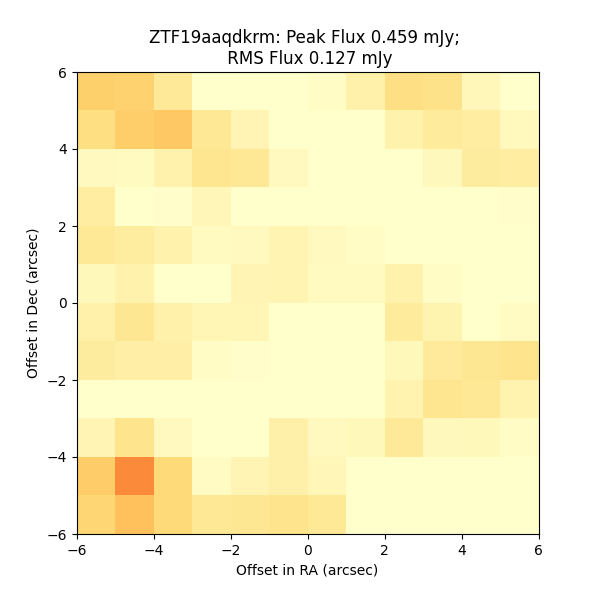 ZTF19aaqdkrm: Peak Flux 0.459 mJy;
RMS Flux 0.127 mJy
6
4
2
0
−2
−4
−6
Offset in Dec (arcsec)
−6 −4 −2 0 2 4 6
Offset in RA (arcsec)